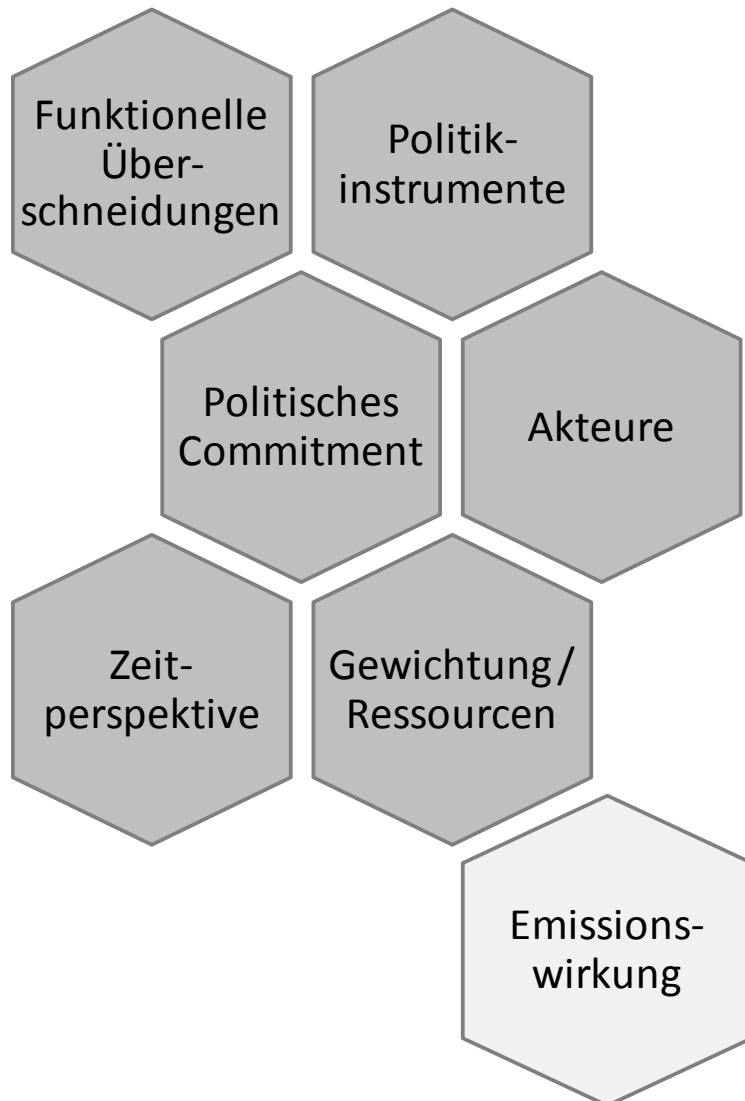 Funktionelle
Über-
schneidungen
Politik-
instrumente
Politisches
Commitment
Akteure
Zeit-
perspektive
Gewichtung/
Ressourcen
Emissions-
wirkung